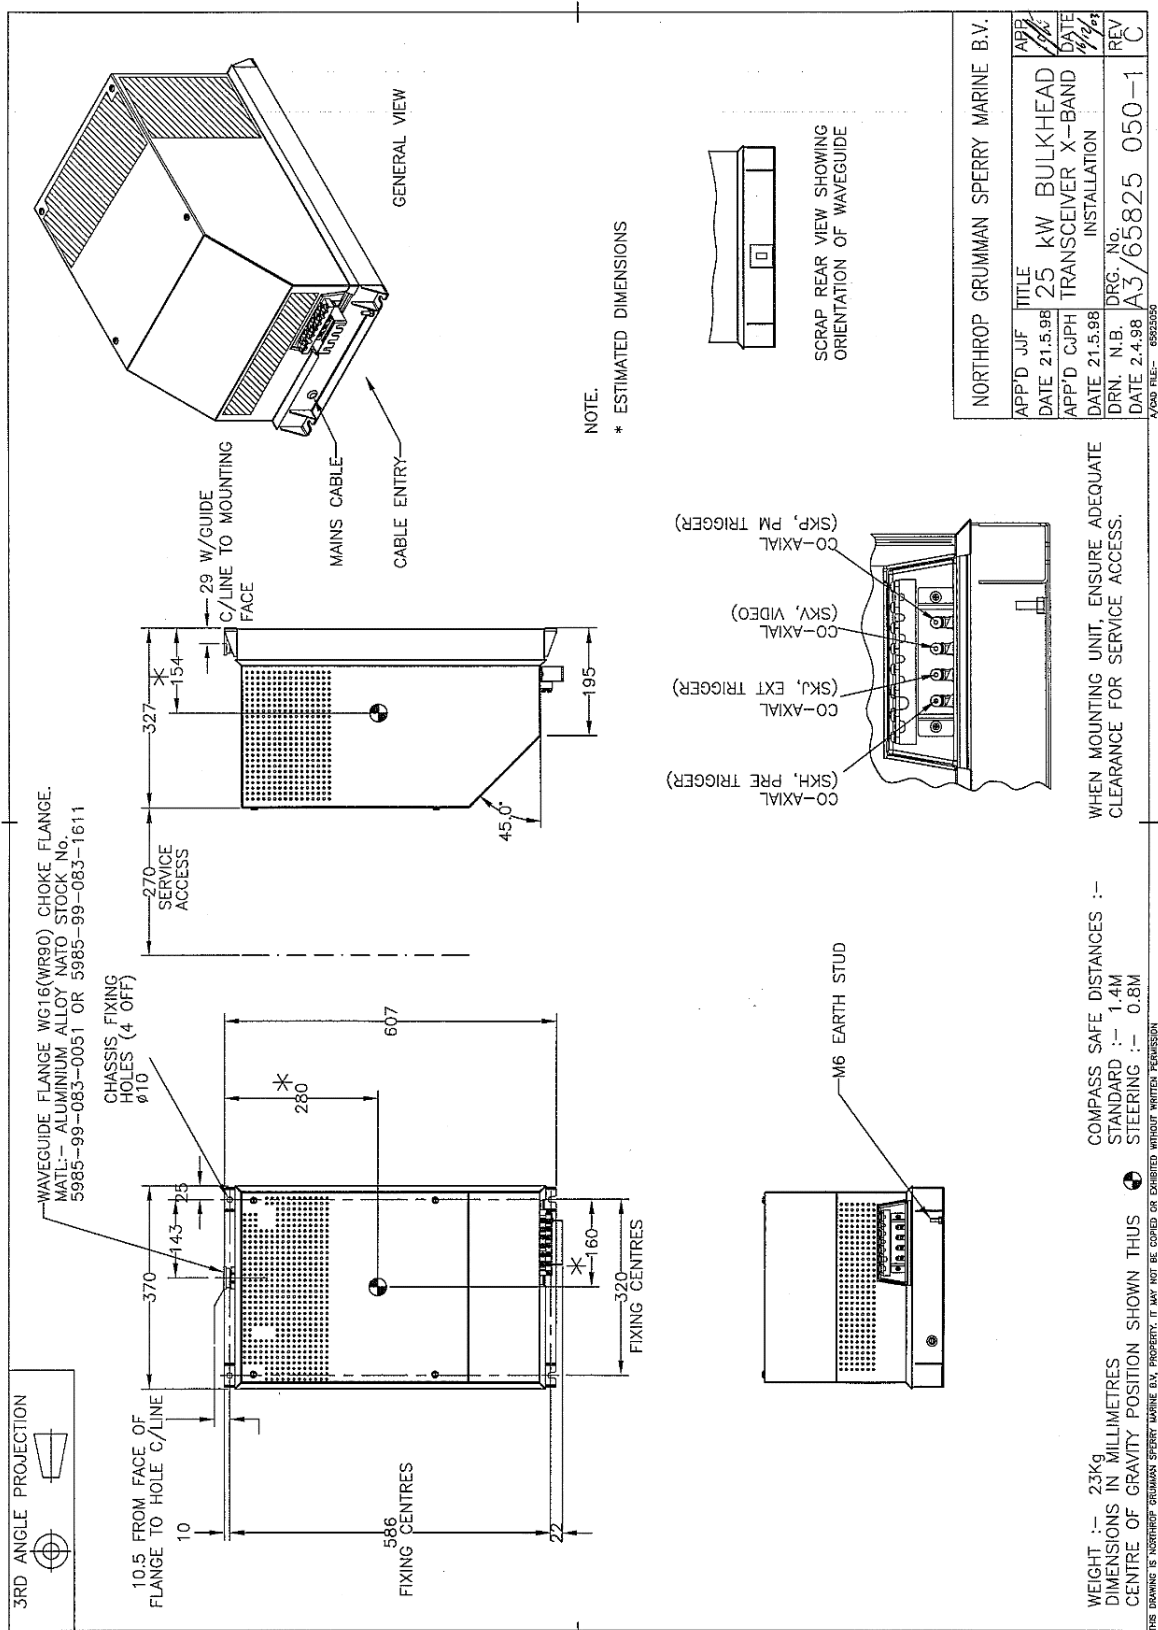 3RD ANGLE PROJECTION
WAVEGUIDE FLANGE WG16(WR90) CHOKE FLANGE.
MATL:- ALUMINIUM ALLOY NATO STOCK No.
5985-99-083-0051 OR 5985-99-083-1611
10.5 FROM FACE OF
FLANGE TO HOLE C/LINE
CHASSIS FIXING
HOLES (4 OFF)
ø10
370
143
25
10
586
FIXING CENTRES
22
*
280
607
*
160
320
FIXING CENTRES
270
SERVICE
ACCESS
327
*
154
29 W/GUIDE
C/LINE TO MOUNTING
FACE
45.0°
195
MAINS CABLE
CABLE ENTRY
GENERAL VIEW
NOTE.
* ESTIMATED DIMENSIONS
M6 EARTH STUD
CO-AXIAL
(SKH, PRE TRIGGER)
CO-AXIAL
(SKJ, EXT TRIGGER)
CO-AXIAL
(SKV, VIDEO)
CO-AXIAL
(SKP, PM TRIGGER)
SCRAP REAR VIEW SHOWING
ORIENTATION OF WAVEGUIDE
WEIGHT :- 23Kg
DIMENSIONS IN MILLIMETRES
CENTRE OF GRAVITY POSITION SHOWN THUS
COMPASS SAFE DISTANCES :-
STANDARD :- 1.4M
STEERING :- 0.8M
WHEN MOUNTING UNIT, ENSURE ADEQUATE
CLEARANCE FOR SERVICE ACCESS.
NORTHROP GRUMMAN SPERRY MARINE B.V.
APP'D JJF
DATE 21.5.98
APP'D CJPH
DATE 21.5.98
DRN. N.B.
DATE 2.4.98
TITLE
25 kW BULKHEAD
TRANSCEIVER X-BAND
INSTALLATION
DRG. No.
A3/65825 050-1
APP.
DATE
16/12/03
REV
C
THIS DRAWING IS NORTHROP GRUMMAN SPERRY MARINE B.V. PROPERTY. IT MAY NOT BE COPIED OR EXHIBITED WITHOUT WRITTEN PERMISSION
A/CAD FILE:- 65825050